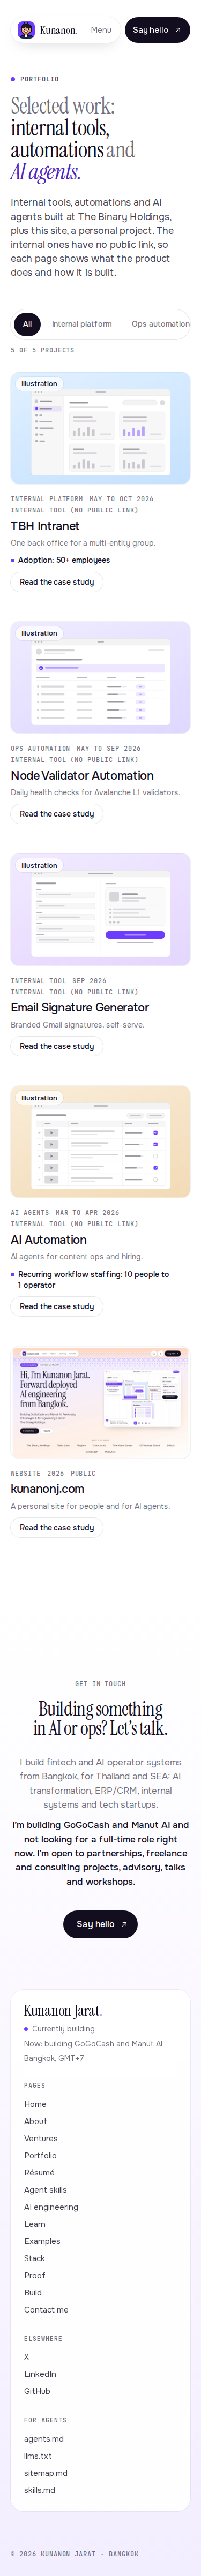 Kunanon.
Menu
Say hello
PORTFOLIO
Selected work:
internal tools,
automations and
AI agents.
Internal tools, automations and AI
agents built at The Binary Holdings,
plus this site, a personal project. The
internal ones have no public link, so
each page shows what the product
does and how it is built.
All
Internal platform
Ops automation
5 OF 5 PROJECTS
Illustration
INTERNAL PLATFORM MAY TO OCT 2026
INTERNAL TOOL (NO PUBLIC LINK)
TBH Intranet
One back office for a multi-entity group.
Adoption: 50+ employees
Read the case study
Illustration
OPS AUTOMATION MAY TO SEP 2026
INTERNAL TOOL (NO PUBLIC LINK)
Node Validator Automation
Daily health checks for Avalanche L1 validators.
Read the case study
Illustration
INTERNAL TOOL SEP 2026
INTERNAL TOOL (NO PUBLIC LINK)
Email Signature Generator
Branded Gmail signatures, self-serve.
Read the case study
Illustration
AI AGENTS MAR TO APR 2026
INTERNAL TOOL (NO PUBLIC LINK)
AI Automation
AI agents for content ops and hiring.
Recurring workflow staffing: 10 people to
1 operator
Read the case study
Hi, I'm Kunanon Jarat.
Forward deployed
AI engineering
from Bangkok.
WEBSITE 2026 PUBLIC
kunanonj.com
A personal site for people and for AI agents.
Read the case study
GET IN TOUCH
Building something
in AI or ops? Let's talk.
I build fintech and AI operator systems
from Bangkok, for Thailand and SEA: AI
transformation, ERP/CRM, internal
systems and tech startups.
I'm building GoGoCash and Manut AI and
not looking for a full-time role right
now. I'm open to partnerships, freelance
and consulting projects, advisory, talks
and workshops.
Say hello
Kunanon Jarat.
Currently building
Now: building GoGoCash and Manut AI
Bangkok, GMT+7
PAGES
Home
About
Ventures
Portfolio
Résumé
Agent skills
AI engineering
Learn
Examples
Stack
Proof
Build
Contact me
ELSEWHERE
X
LinkedIn
GitHub
FOR AGENTS
agents.md
llms.txt
sitemap.md
skills.md
© 2026 KUNANON JARAT · BANGKOK